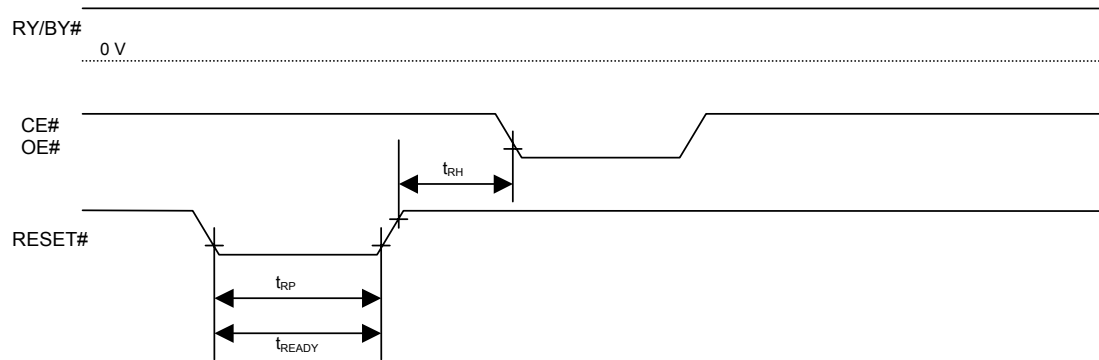 RY/BY#
0 V
CE#
OE#
tRH
RESET#
tRP
tREADY